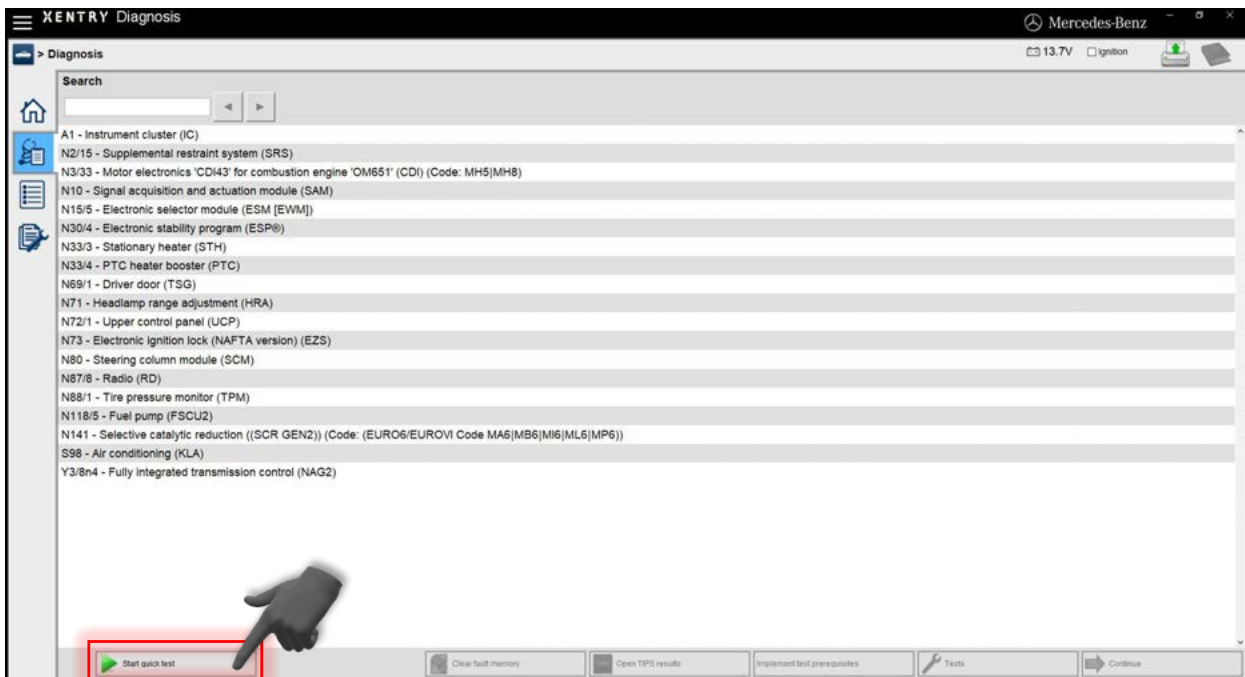 XENTRY Diagnosis
Mercedes-Benz
> Diagnosis
13.7V Ignition
Search
A1 - Instrument cluster (IC)
N2/15 - Supplemental restraint system (SRS)
N3/33 - Motor electronics 'CDI43' for combustion engine 'OM651' (CDI) (Code: MH5|MH8)
N10 - Signal acquisition and actuation module (SAM)
N15/5 - Electronic selector module (ESM [EWM])
N30/4 - Electronic stability program (ESP®)
N33/3 - Stationary heater (STH)
N33/4 - PTC heater booster (PTC)
N69/1 - Driver door (TSG)
N71 - Headlamp range adjustment (HRA)
N72/1 - Upper control panel (UCP)
N73 - Electronic ignition lock (NAFTA version) (EZS)
N80 - Steering column module (SCM)
N87/8 - Radio (RD)
N88/1 - Tire pressure monitor (TPM)
N118/5 - Fuel pump (FSCU2)
N141 - Selective catalytic reduction ((SCR GEN2)) (Code: (EURO6/EUROVI Code MA6|MB6|MI6|ML6|MP6))
S98 - Air conditioning (KLA)
Y3/8n4 - Fully integrated transmission control (NAG2)
Start quick test
Clear fault memory
TIPS Open TIPS results
Implement test prerequisites
Tests
Continue